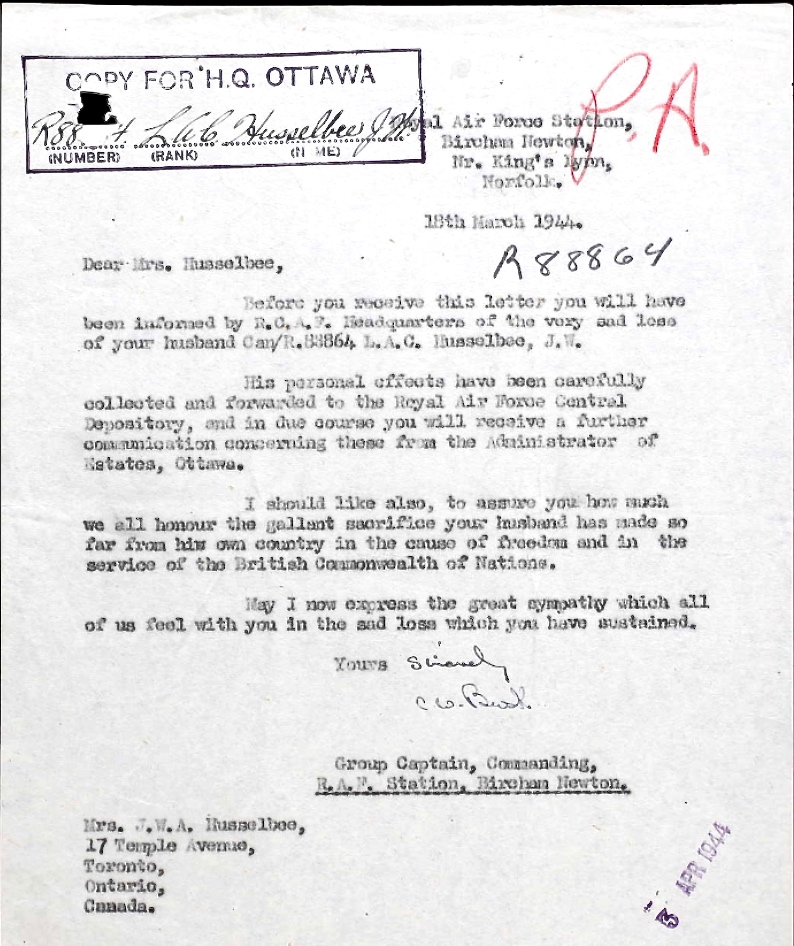 COPY FOR H.Q. OTTAWA
LAC Husselbee J.W.
(NUMBER) (RANK)
P.A.
Royal Air Force Station,
Bircham Newton,
Nr. King's Lynn,
Norfolk.
18th March 1944.
Dear Mrs. Husselbee,
R88864
Before you receive this letter you will have
been informed by R.C.A.F. Headquarters of the very sad loss
of your husband Can/R.88864 L.A.C. Husselbee, J.W.
His personal effects have been carefully
collected and forwarded to the Royal Air Force Central
Depository, and in due course you will receive a further
communication concerning these from the Administrator of
Estates, Ottawa.
I should like also, to assure you how much
we all honour the gallant sacrifice your husband has made so
far from his own country in the cause of freedom and in the
service of the British Commonwealth of Nations.
May I now express the great sympathy which all
of us feel with you in the sad loss which you have sustained.
Yours Sincerely
Group Captain, Commanding,
R.A.F. Station, Bircham Newton.
Mrs. J.W.A. Husselbee,
17 Temple Avenue,
Toronto,
Ontario,
Canada.
APR 1944